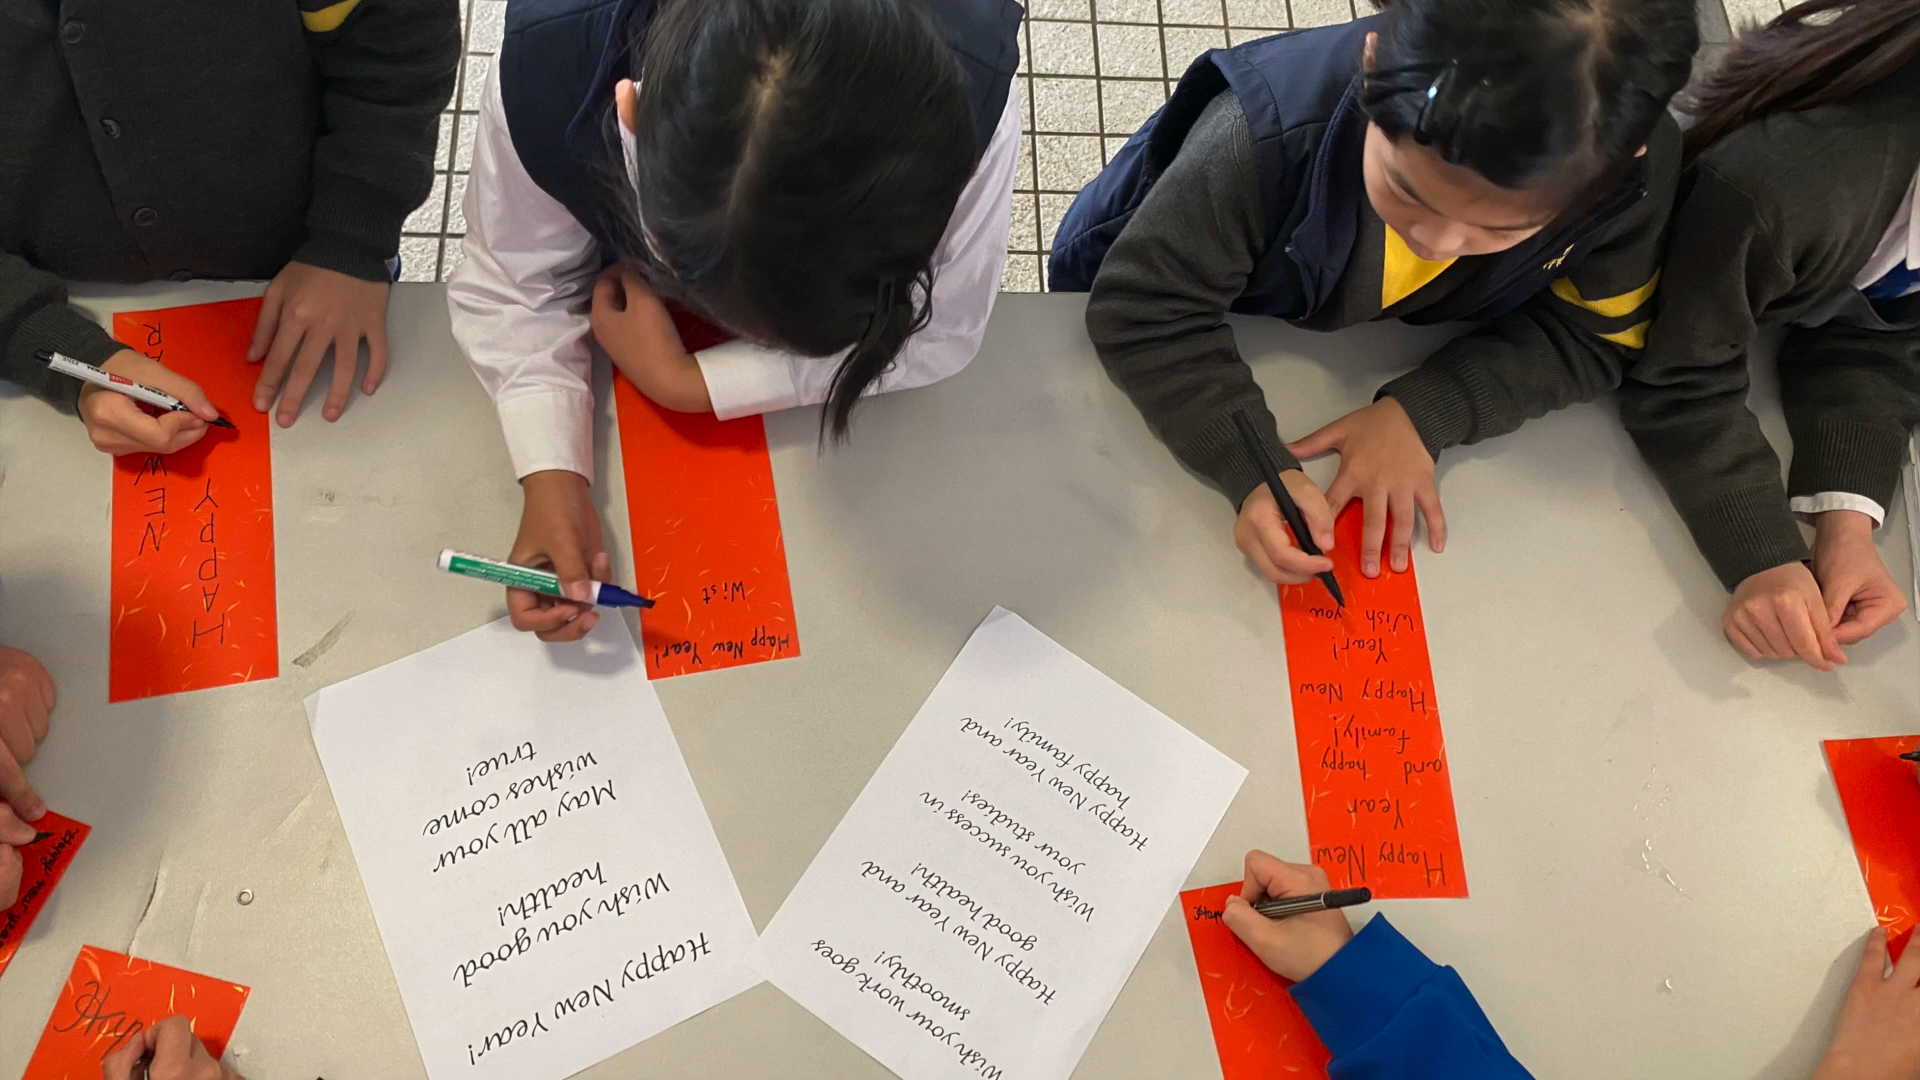 HAPPY
NEW
Happy New Year!
Wist
Happy New
Year
and happy
family!
Happy New
Year!
Wish
you
Happy New Year!
Wish you good
health!
May all your
wishes come
true!
Wish your work goes
smoothly!
Happy New Year and
good health!
Wish you success in
your studies!
Happy New Year and
happy family!